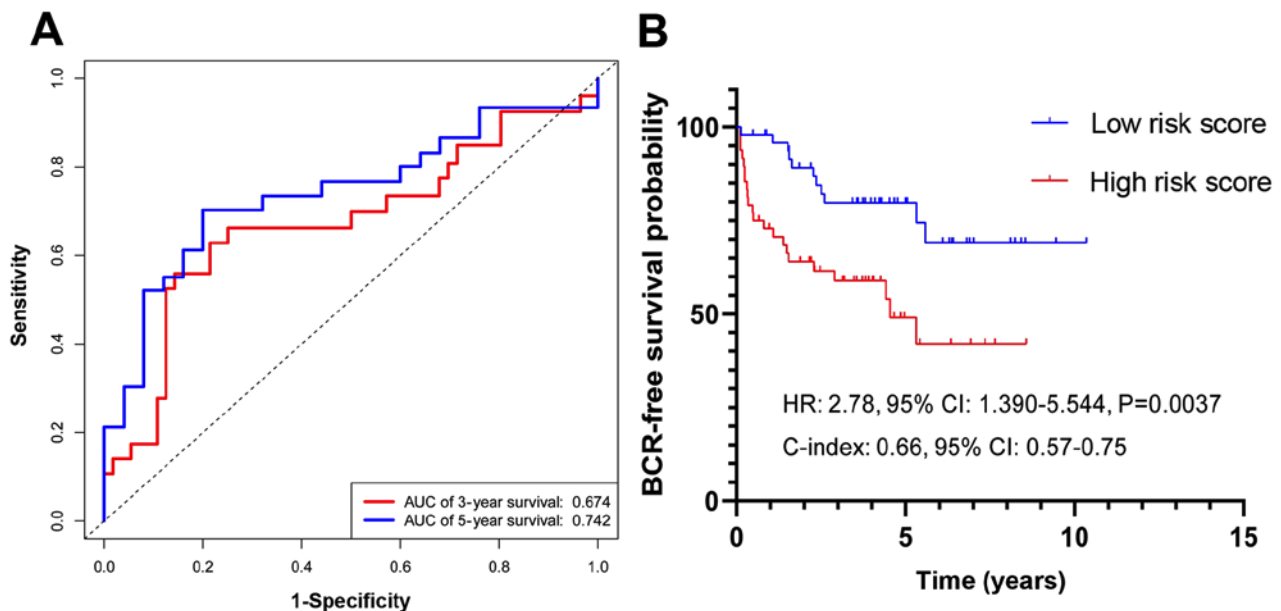 A
Sensitivity
1.0
0.8
0.6
0.4
0.2
0.0
AUC of 3-year survival: 0.674
AUC of 5-year survival: 0.742
0.0 0.2 0.4 0.6 0.8 1.0
1-Specificity
B
BCR-free survival probability
100
50
0
Low risk score
High risk score
HR: 2.78, 95% CI: 1.390-5.544, P=0.0037
C-index: 0.66, 95% CI: 0.57-0.75
0 5 10 15
Time (years)